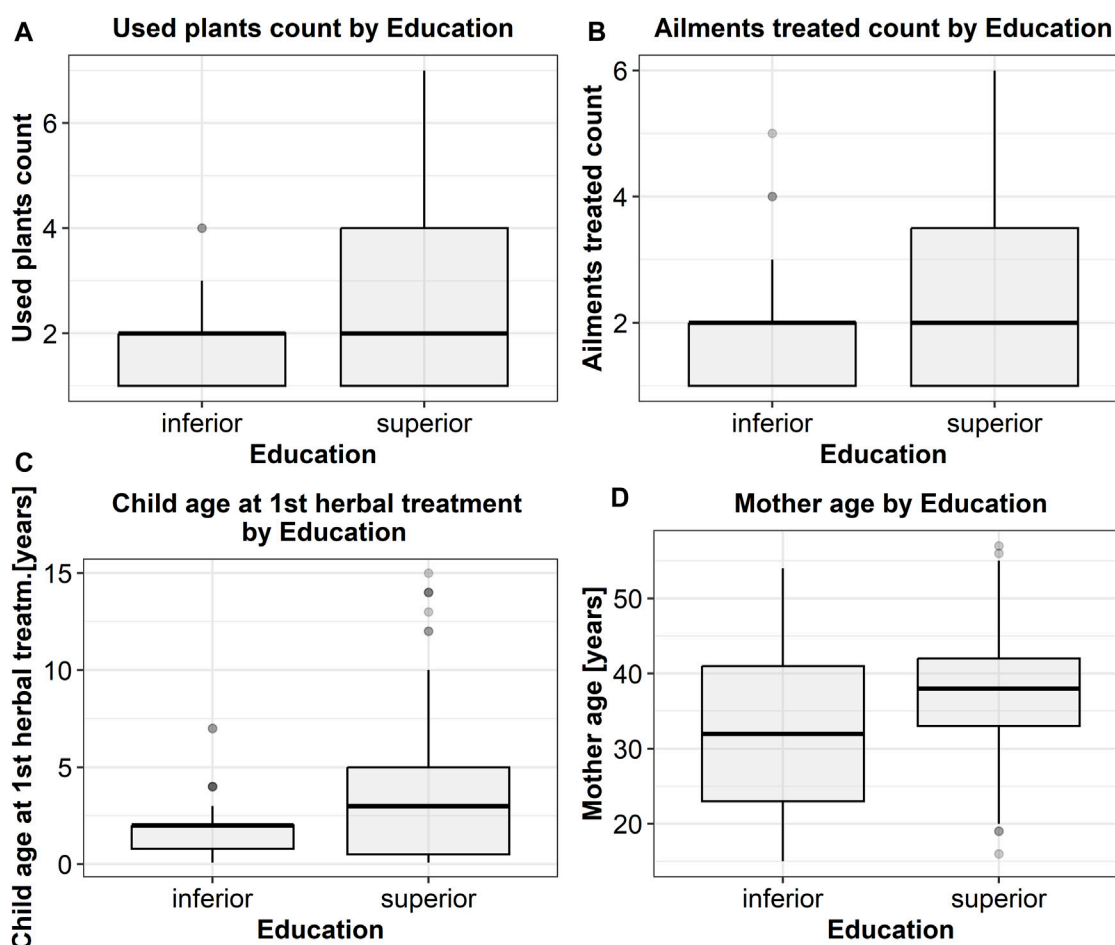 A
Used plants count by Education
Used plants count
6
4
2
inferior
superior
Education
B
Ailments treated count by Education
Ailments treated count
6
4
2
inferior
superior
Education
C
Child age at 1st herbal treatment
by Education
Child age at 1st herbal treatm.[years]
15
10
5
0
inferior
superior
Education
D
Mother age by Education
Mother age [years]
50
40
30
20
inferior
superior
Education